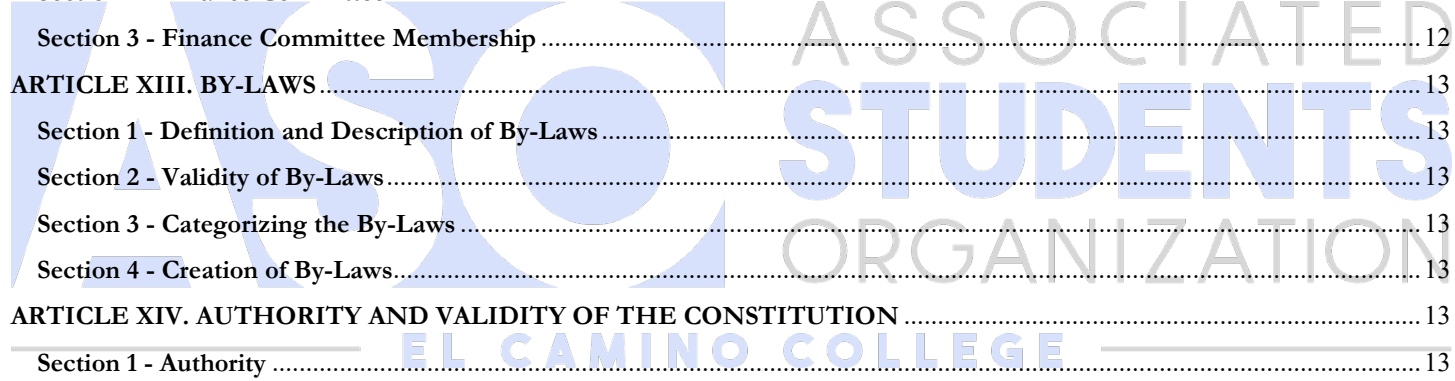 Section 3 - Finance Committee Membership ........................................ 12
ARTICLE XIII. BY-LAWS ........................................ 13
Section 1 - Definition and Description of By-Laws ........................................ 13
Section 2 - Validity of By-Laws ........................................ 13
Section 3 - Categorizing the By-Laws ........................................ 13
Section 4 - Creation of By-Laws ........................................ 13
ARTICLE XIV. AUTHORITY AND VALIDITY OF THE CONSTITUTION ........................................ 13
Section 1 - Authority ........................................ 13
ASO
ASSOCIATED
STUDENTS
ORGANIZATION
EL CAMINO COLLEGE